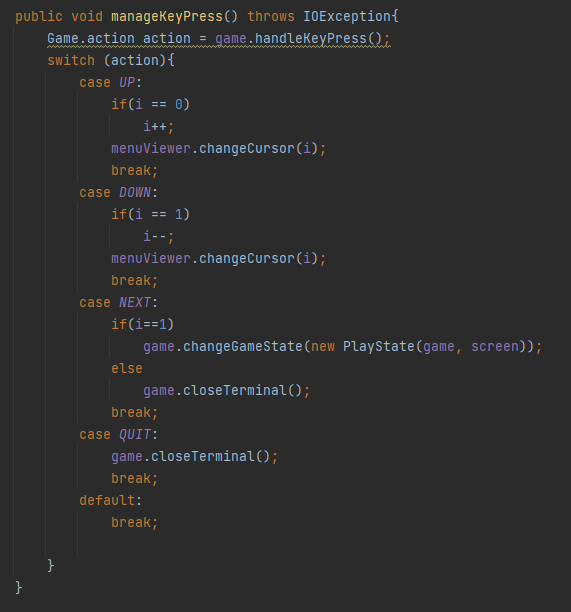 public void manageKeyPress() throws IOException{
    Game.action action = game.handleKeyPress();
    switch (action){
        case UP:
            if(i == 0)
                i++;
            menuViewer.changeCursor(i);
            break;
        case DOWN:
            if(i == 1)
                i--;
            menuViewer.changeCursor(i);
            break;
        case NEXT:
            if(i==1)
                game.changeGameState(new PlayState(game, screen));
            else
                game.closeTerminal();
            break;
        case QUIT:
            game.closeTerminal();
            break;
        default:
            break;

    }
}